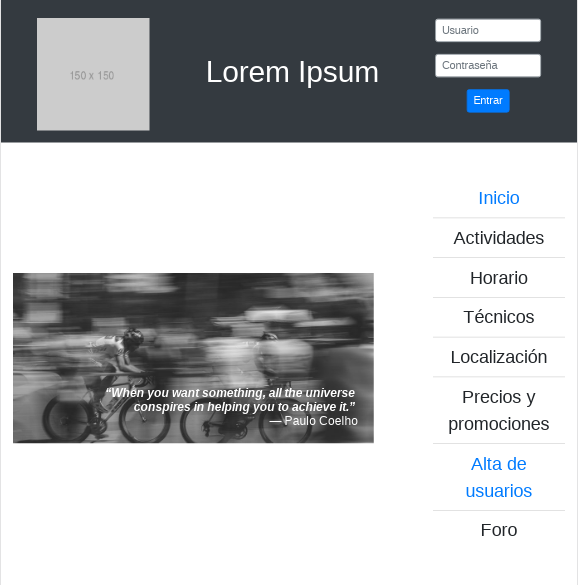 150 x 150
Lorem Ipsum
Usuario
Contraseña
Entrar
Inicio
Actividades
Horario
Técnicos
Localización
Precios y
promociones
Alta de
usuarios
Foro
“When you want something, all the universe
conspires in helping you to achieve it.”
— Paulo Coelho